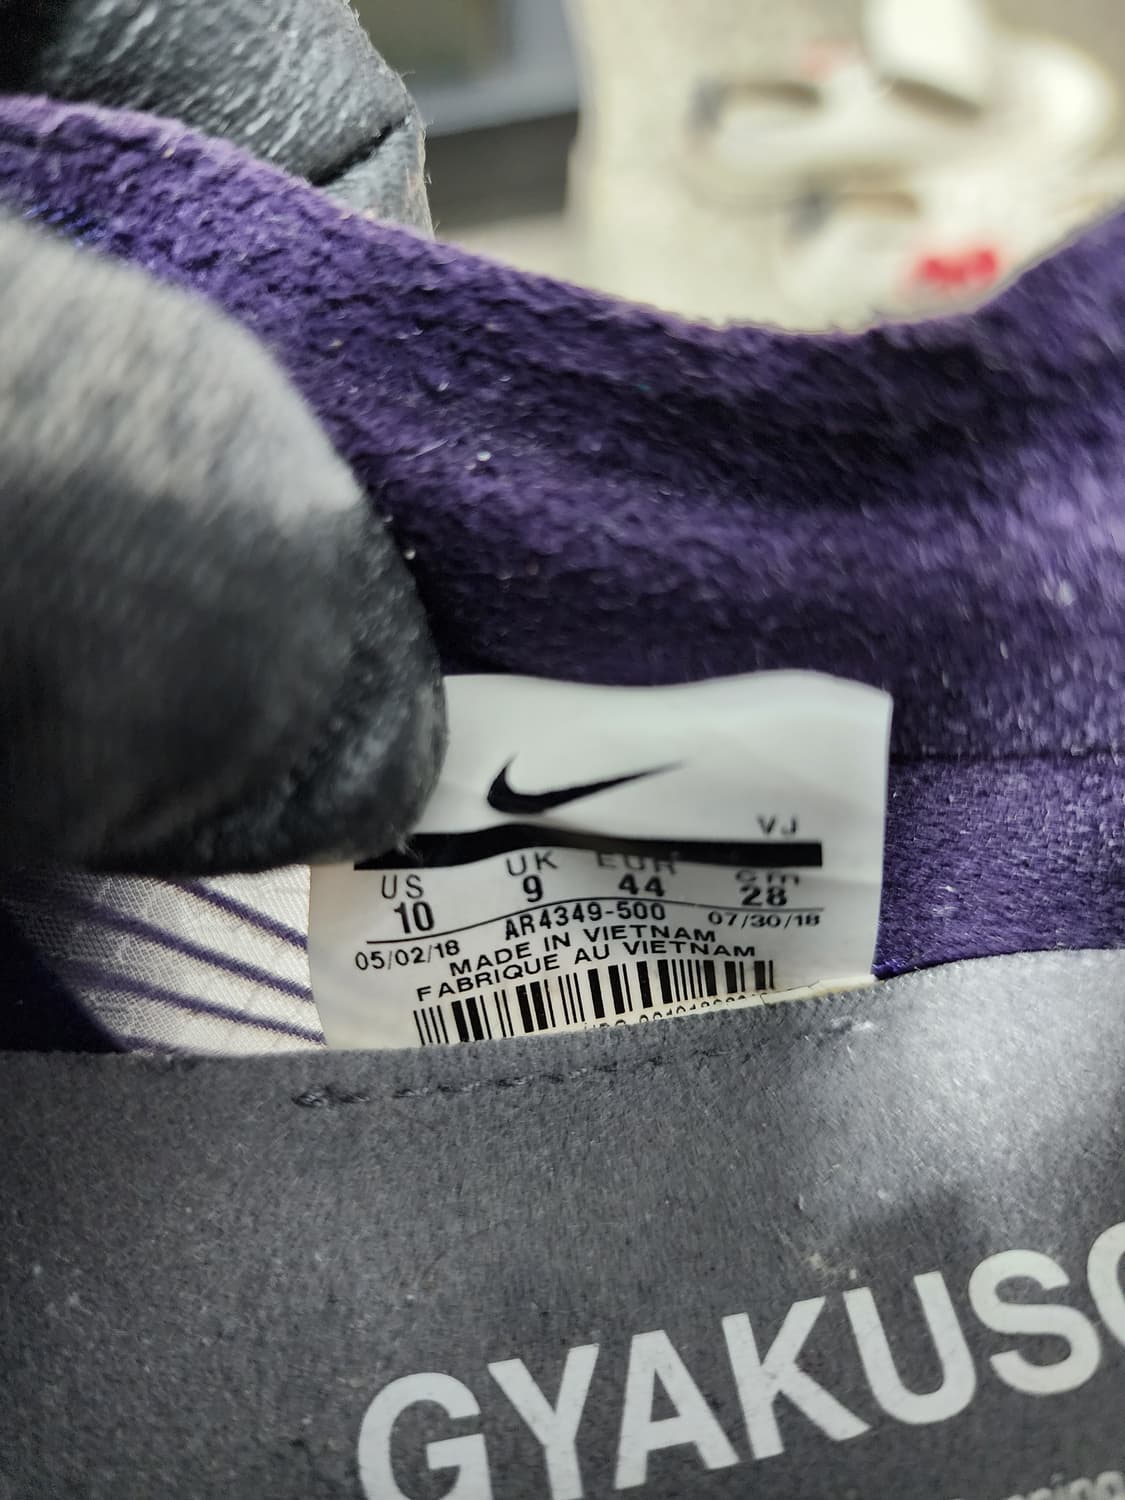 VJ
US UK EUR cm
10 9 44 28
05/02/18 AR4349-500 07/30/18
MADE IN VIETNAM
FABRIQUE AU VIETNAM
GYAKUSO